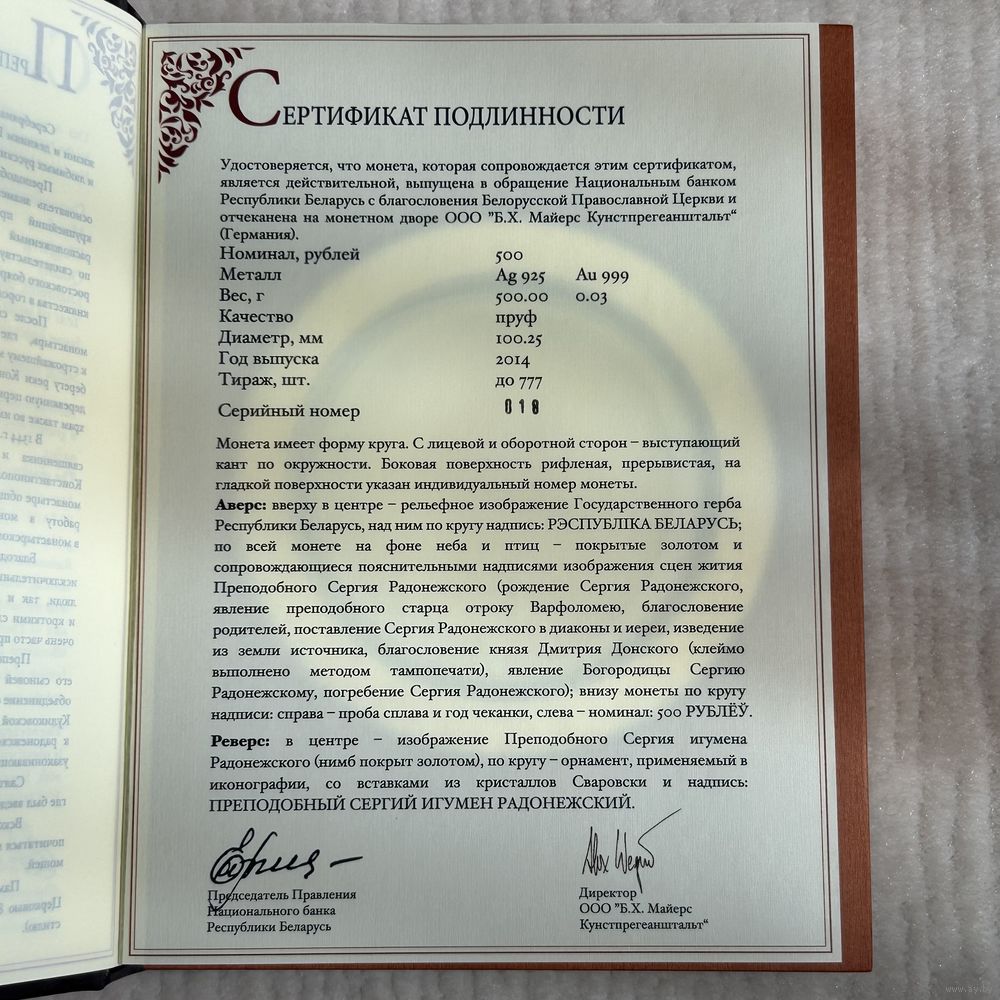 СЕРТИФИКАТ ПОДЛИННОСТИ
Удостоверяется, что монета, которая сопровождается этим сертификатом,
является действительной, выпущена в обращение Национальным банком
Республики Беларусь с благословения Белорусской Православной Церкви и
отчеканена на монетном дворе ООО "Б.Х. Майерс Кунстпрегеанштальт“
(Германия).
Номинал, рублей 500
Металл Ag 925 Au 999
Вес, г 500.00 0.03
Качество пруф
Диаметр, мм 100.25
Год выпуска 2014
Тираж, шт. до 777
Серийный номер
Монета имеет форму круга. С лицевой и оборотной сторон – выступающий
кант по окружности. Боковая поверхность рифленая, прерывистая, на
гладкой поверхности указан индивидуальный номер монеты.
Аверс: вверху в центре – рельефное изображение Государственного герба
Республики Беларусь, над ним по кругу надпись: РЭСПУБЛІКА БЕЛАРУСЬ;
по всей монете на фоне неба и птиц – покрытые золотом и
сопровождающиеся пояснительными надписями изображения сцен жития
Преподобного Сергия Радонежского (рождение Сергия Радонежского,
явление преподобного старца отроку Варфоломею, благословение
родителей, поставление Сергия Радонежского в диаконы и иереи, изведение
из земли источника, благословение князя Дмитрия Донского (клеймо
выполнено методом тампопечати), явление Богородицы Сергию
Радонежскому, погребение Сергия Радонежского); внизу монеты по кругу
надписи: справа – проба сплава и год чеканки, слева – номинал: 500 РУБЛЁЎ.
Реверс: в центре – изображение Преподобного Сергия игумена
Радонежского (нимб покрыт золотом), по кругу – орнамент, применяемый в
иконографии, со вставками из кристаллов Сваровски и надпись:
ПРЕПОДОБНЫЙ СЕРГИЙ ИГУМЕН РАДОНЕЖСКИЙ.
Председатель Правления
Национального банка
Республики Беларусь
Директор
ООО "Б.Х. Майерс
Кунстпрегеанштальт“
www.ay.by